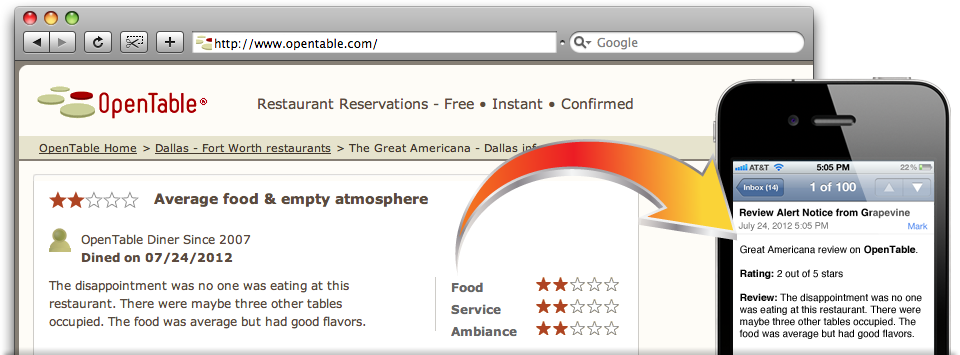 http://www.opentable.com/
Google
OpenTable®
Restaurant Reservations - Free • Instant • Confirmed
OpenTable Home > Dallas - Fort Worth restaurants > The Great Americana - Dallas inf
Average food & empty atmosphere
OpenTable Diner Since 2007
Dined on 07/24/2012
The disappointment was no one was eating at this
restaurant. There were maybe three other tables
occupied. The food was average but had good flavors.
Food
Service
Ambiance
AT&T 5:05 PM 22%
Inbox (14) 1 of 100
Review Alert Notice from Grapevine
July 24, 2012 5:05 PM Mark
Great Americana review on OpenTable.
Rating: 2 out of 5 stars
Review: The disappointment was no one
was eating at this restaurant. There were
maybe three other tables occupied. The
food was average but had good flavors.